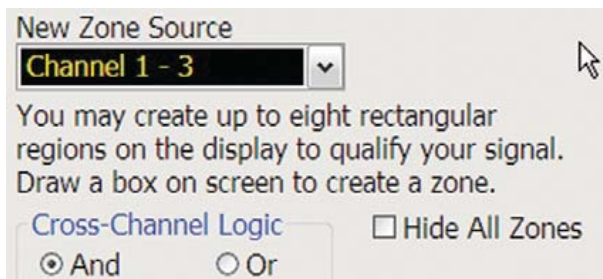 New Zone Source
Channel 1 - 3
You may create up to eight rectangular
regions on the display to qualify your signal.
Draw a box on screen to create a zone.
Cross-Channel Logic
Hide All Zones
And
Or